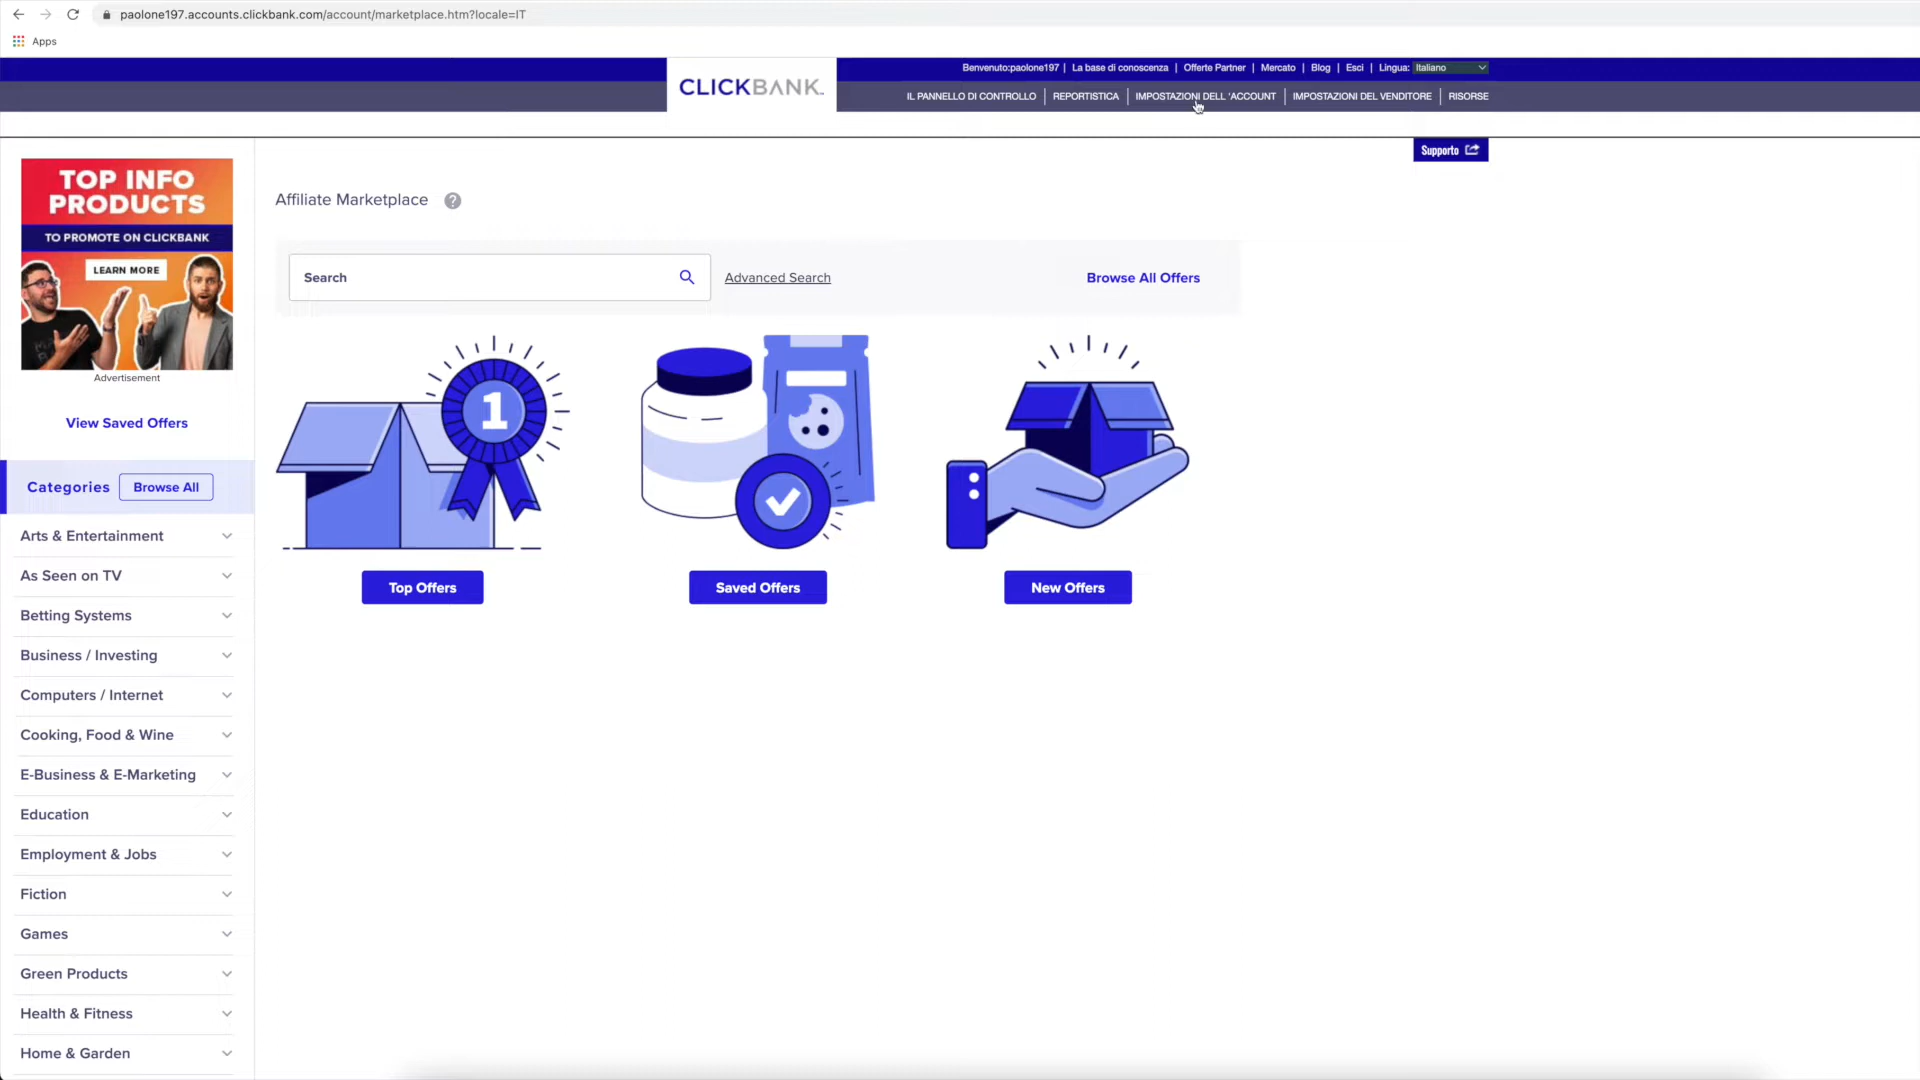 paolone197.accounts.clickbank.com/account/marketplace.htm?locale=IT
Apps
Benvenuto:paolone197 | La base di conoscenza | Offerte Partner | Mercato | Blog | Esci | Lingua: Italiano
CLICKBANK
IL PANNELLO DI CONTROLLO | REPORTISTICA | IMPOSTAZIONI DELL 'ACCOUNT | IMPOSTAZIONI DEL VENDITORE | RISORSE
Supporto
TOP INFO
PRODUCTS
TO PROMOTE ON CLICKBANK
LEARN MORE
Advertisement
View Saved Offers
Categories Browse All
Arts & Entertainment
As Seen on TV
Betting Systems
Business / Investing
Computers / Internet
Cooking, Food & Wine
E-Business & E-Marketing
Education
Employment & Jobs
Fiction
Games
Green Products
Health & Fitness
Home & Garden
Affiliate Marketplace ?
Search Advanced Search Browse All Offers
1
Top Offers Saved Offers New Offers